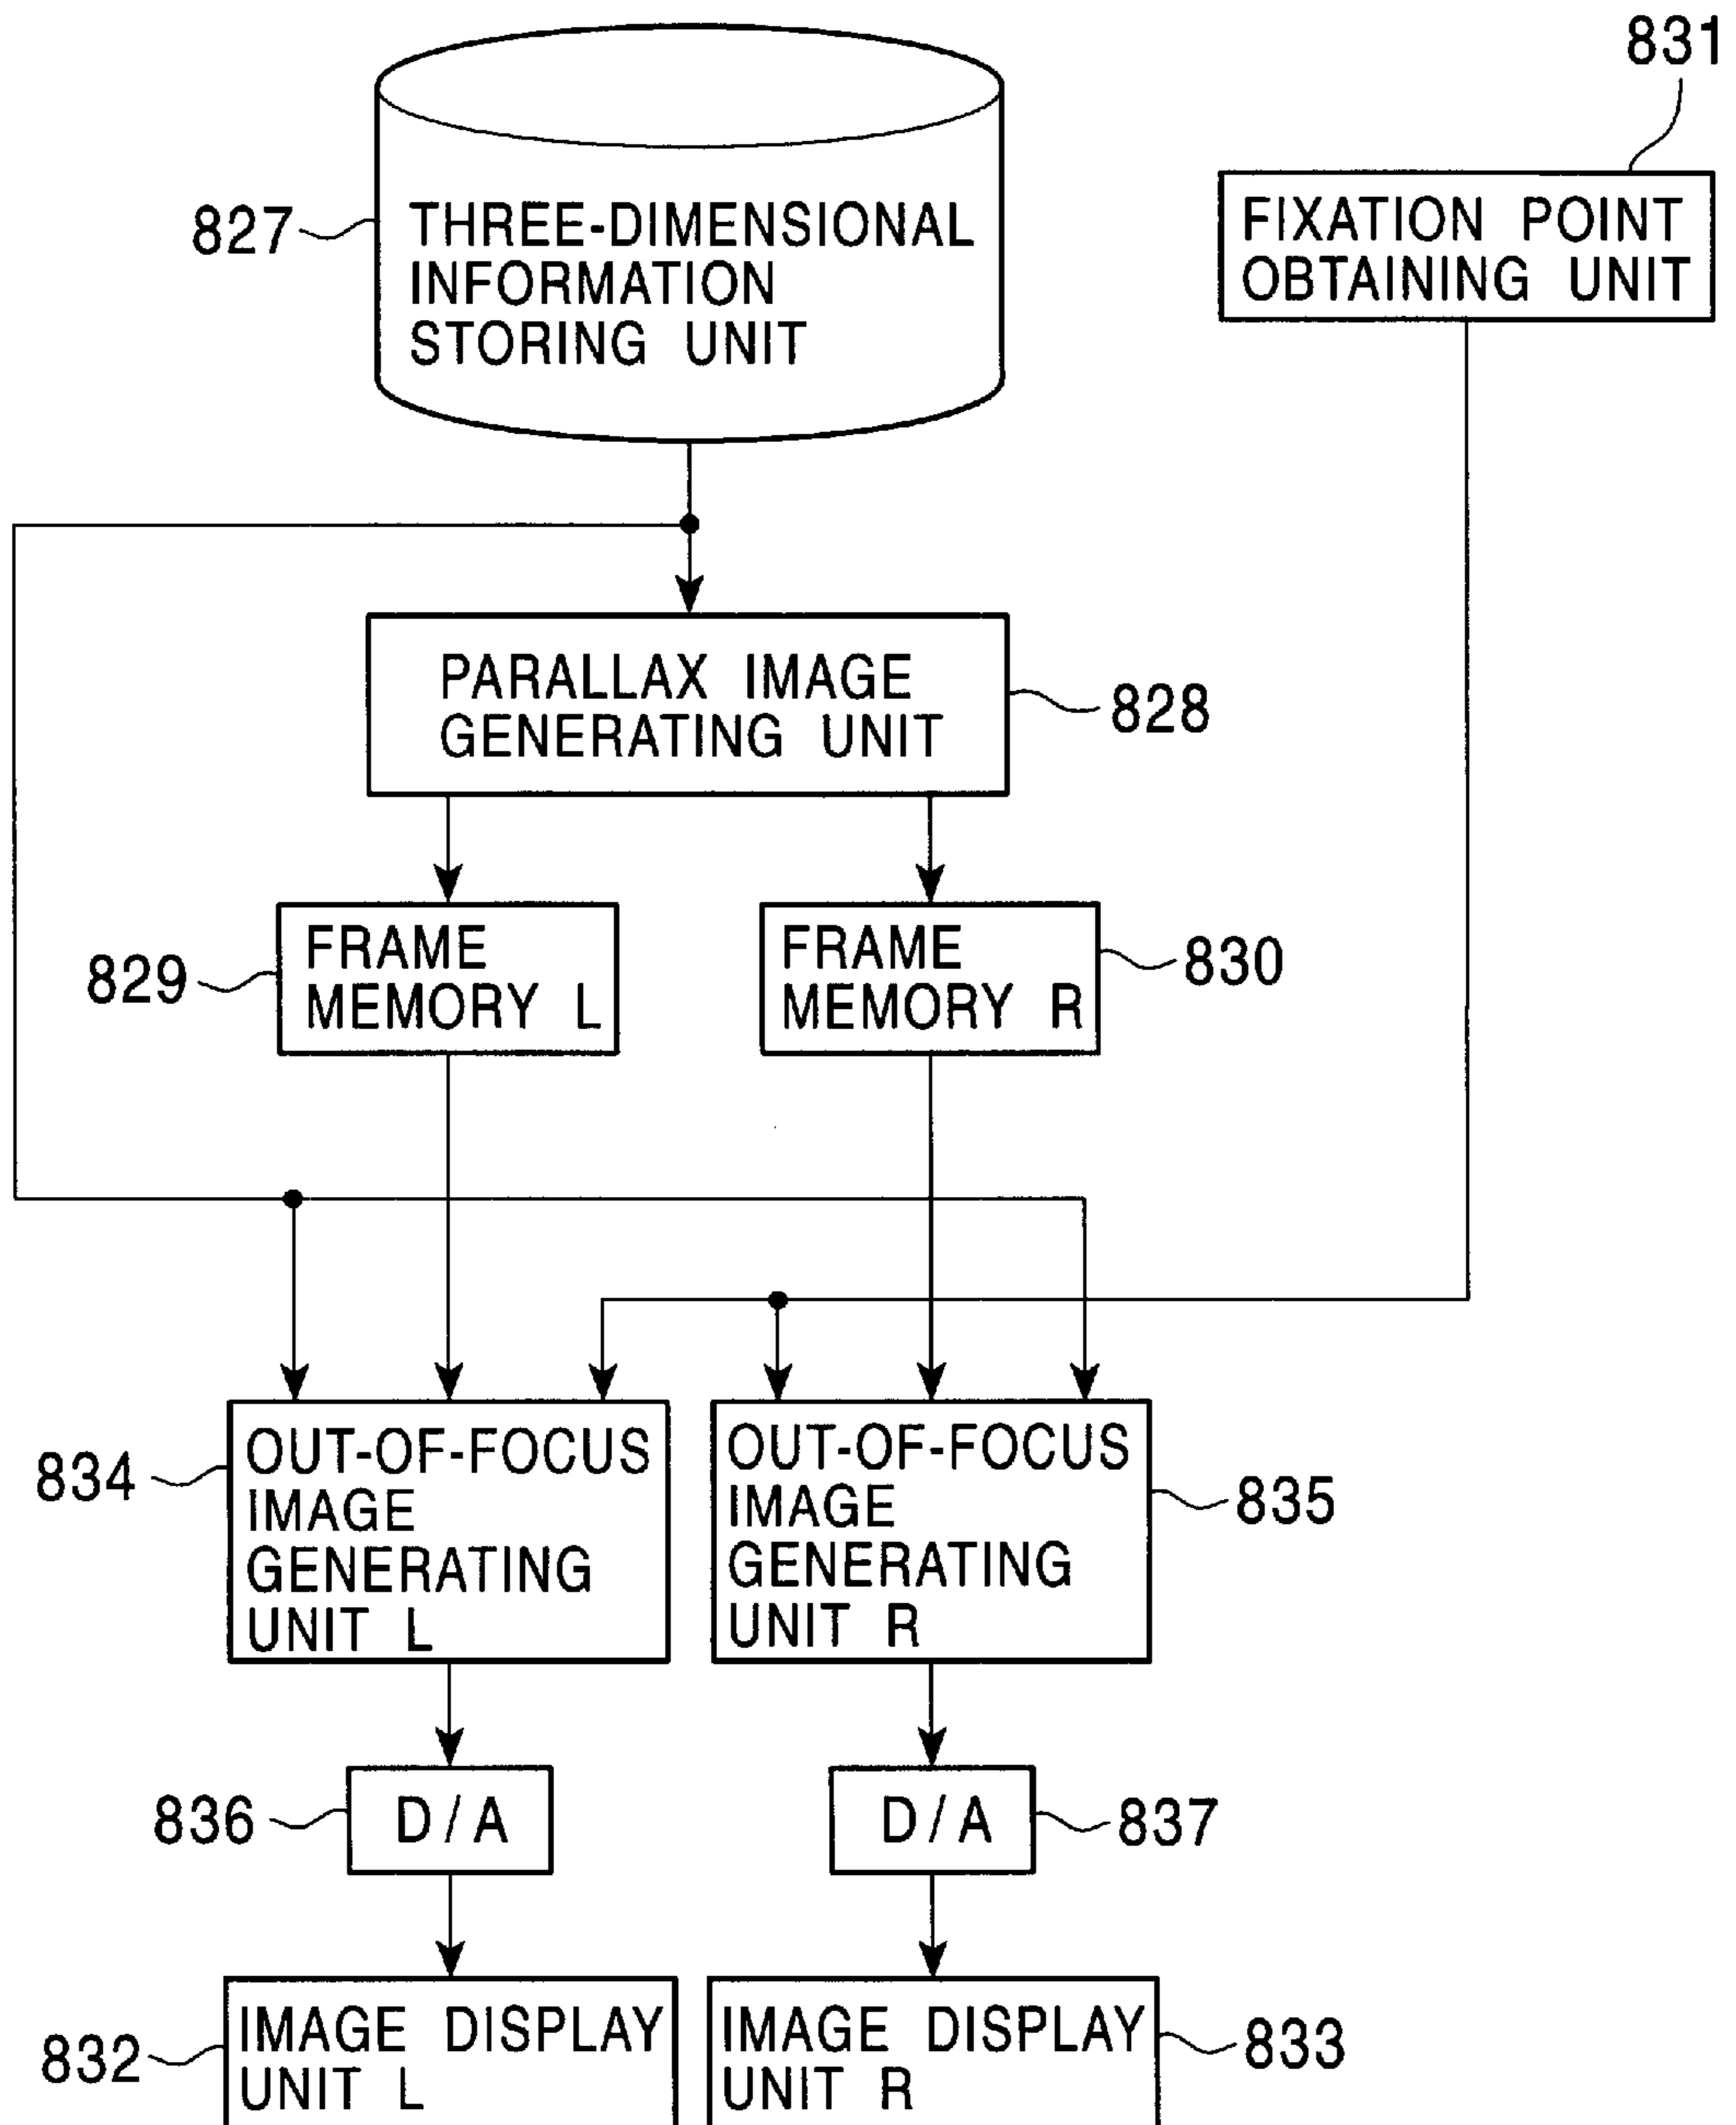 831
827
THREE-DIMENSIONAL
INFORMATION
STORING UNIT
FIXATION POINT
OBTAINING UNIT
PARALLAX IMAGE
GENERATING UNIT
828
829
FRAME
MEMORY L
FRAME
MEMORY R
830
834
OUT-OF-FOCUS
IMAGE
GENERATING
UNIT L
OUT-OF-FOCUS
IMAGE
GENERATING
UNIT R
835
836
D/A
D/A
837
832
IMAGE DISPLAY
UNIT L
IMAGE DISPLAY
UNIT R
833